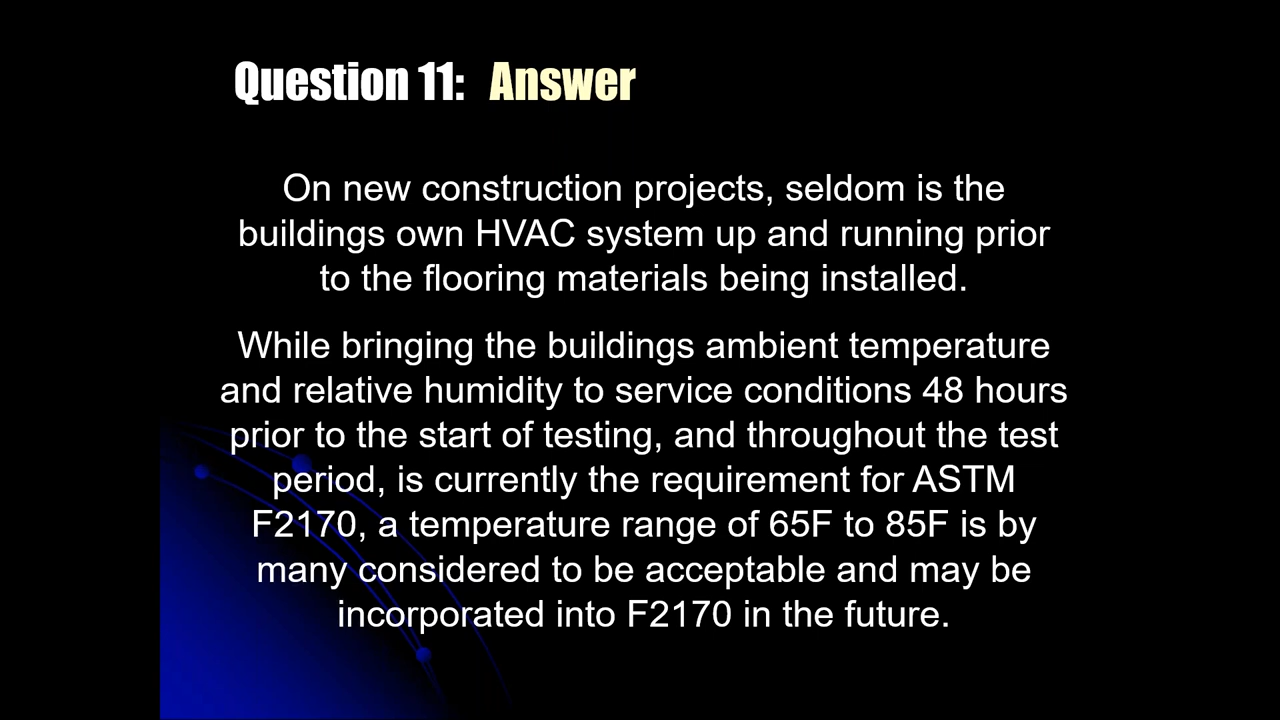 Question 11: Answer
On new construction projects, seldom is the
buildings own HVAC system up and running prior
to the flooring materials being installed.
While bringing the buildings ambient temperature
and relative humidity to service conditions 48 hours
prior to the start of testing, and throughout the test
period, is currently the requirement for ASTM
F2170, a temperature range of 65F to 85F is by
many considered to be acceptable and may be
incorporated into F2170 in the future.